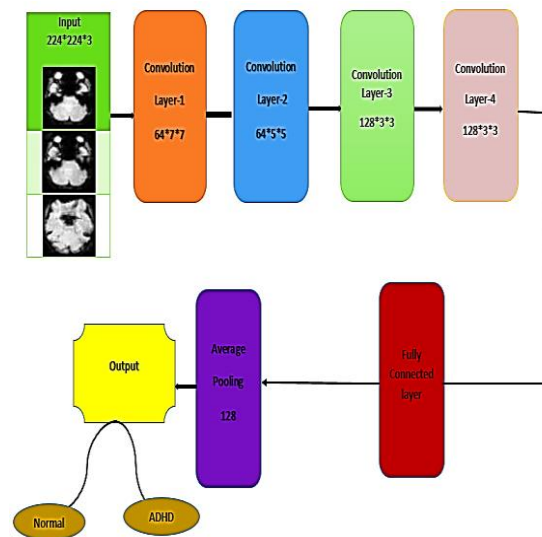 Input
224*224*3
Convolution
Layer-1
64*7*7
Convolution
Layer-2
64*5*5
Convolution
Layer-3
128*3*3
Convolution
Layer-4
128*3*3
Fully
Connected
layer
Average
Pooling
128
Output
Normal
ADHD